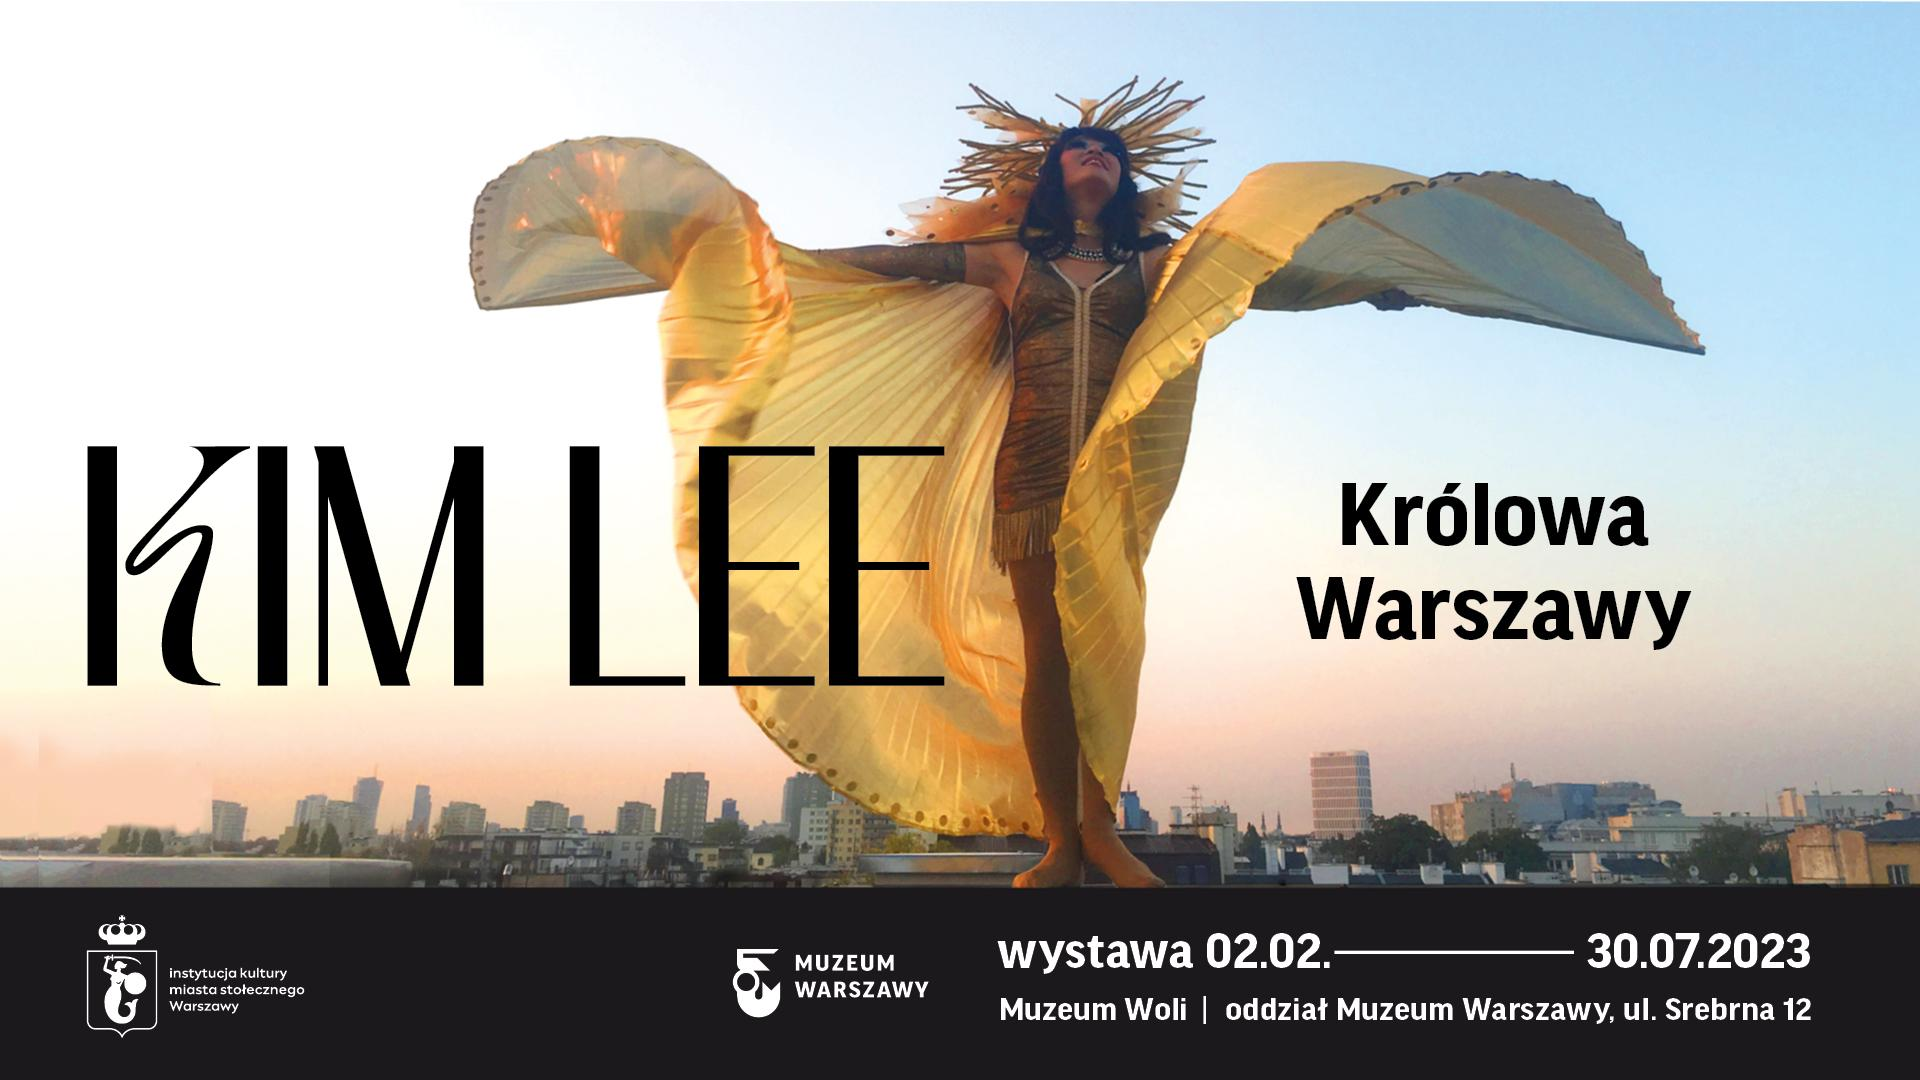 KIM LEE
Królowa
Warszawy
instytucja kultury
miasta stołecznego
Warszawy
MUZEUM
WARSZAWY
wystawa 02.02.—30.07.2023
Muzeum Woli | oddział Muzeum Warszawy, ul. Srebrna 12